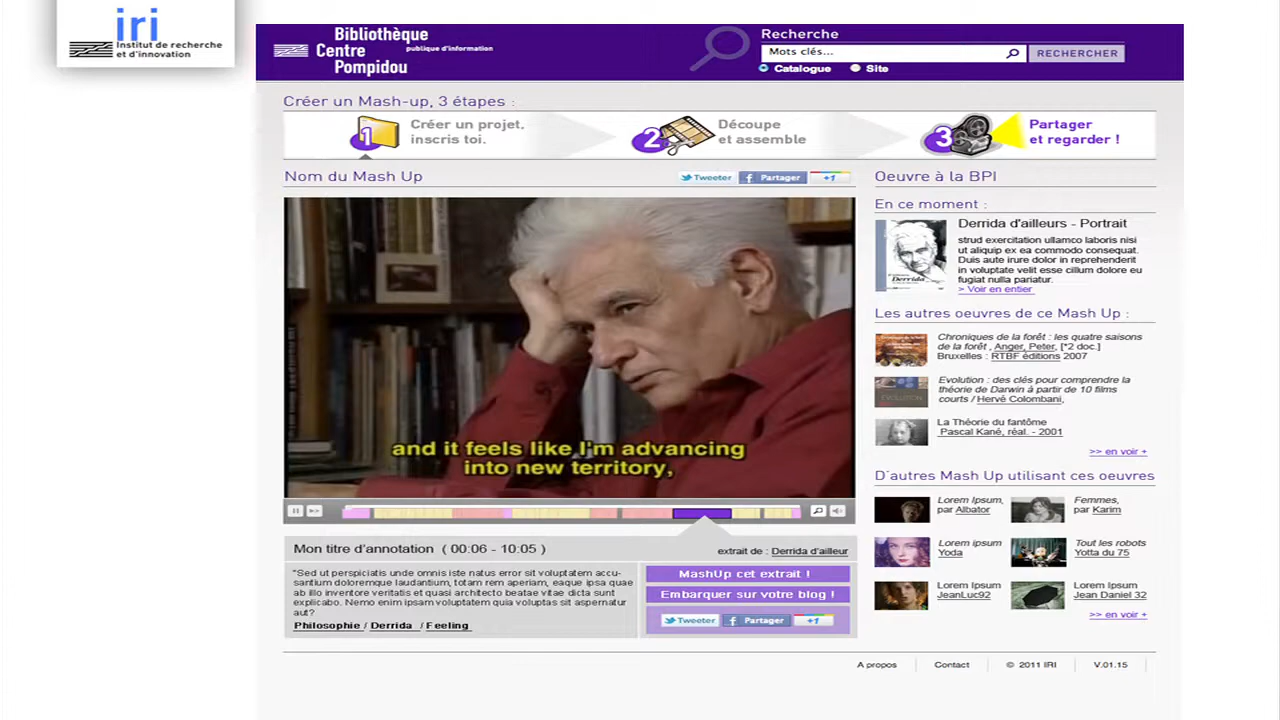 iri
Institut de recherche
et d'innovation
Bibliothèque
publique d'information
Centre
Pompidou
Recherche
Mots clés...
RECHERCHER
Catalogue
Site
Créer un Mash-up, 3 étapes :
1
Créer un projet,
inscris toi.
2
Découpe
et assemble
3
Partager
et regarder !
Nom du Mash Up
Tweeter
f Partager
+1
and it feels like I'm advancing
into new territory,
Mon titre d'annotation ( 00:06 - 10:05 )
extrait de : Derrida d'ailleur
"Sed ut perspiciatis unde omnis iste natus error sit voluptatem accu-
santium doloremque laudantium, totam rem aperiam, eaque ipsa quae
ab illo inventore veritatis et quasi architecto beatae vitae dicta sunt
explicabo. Nemo enim ipsam voluptatem quia voluptas sit aspernatur
aut?
Philosophie / Derrida / Feeling
MashUp cet extrait !
Embarquer sur votre blog !
Tweeter
f Partager
+1
Oeuvre à la BPI
En ce moment :
Derrida
Derrida d'ailleurs - Portrait
strud exercitation ullamco laboris nisi
ut aliquip ex ea commodo consequat.
Duis aute irure dolor in reprehenderit
in voluptate velit esse cillum dolore eu
fugiat nulla pariatur.
> Voir en entier
Les autres oeuvres de ce Mash Up :
Chroniques de la forêt : les quatre saisons
de la forêt , Anger, Peter, [*2 doc.]
Bruxelles : RTBF éditions 2007
EVOLUTION
Evolution : des clés pour comprendre la
théorie de Darwin à partir de 10 films
courts / Hervé Colombani,
La Théorie du fantôme
Pascal Kané, réal. - 2001
>> en voir +
D'autres Mash Up utilisant ces oeuvres
Lorem Ipsum,
par Albator
Femmes,
par Karim
Lorem ipsum
Yoda
Tout les robots
Yotta du 75
Lorem Ipsum
JeanLuc92
Lorem Ipsum
Jean Daniel 32
>> en voir +
A propos
Contact
© 2011 IRI
V.01.15